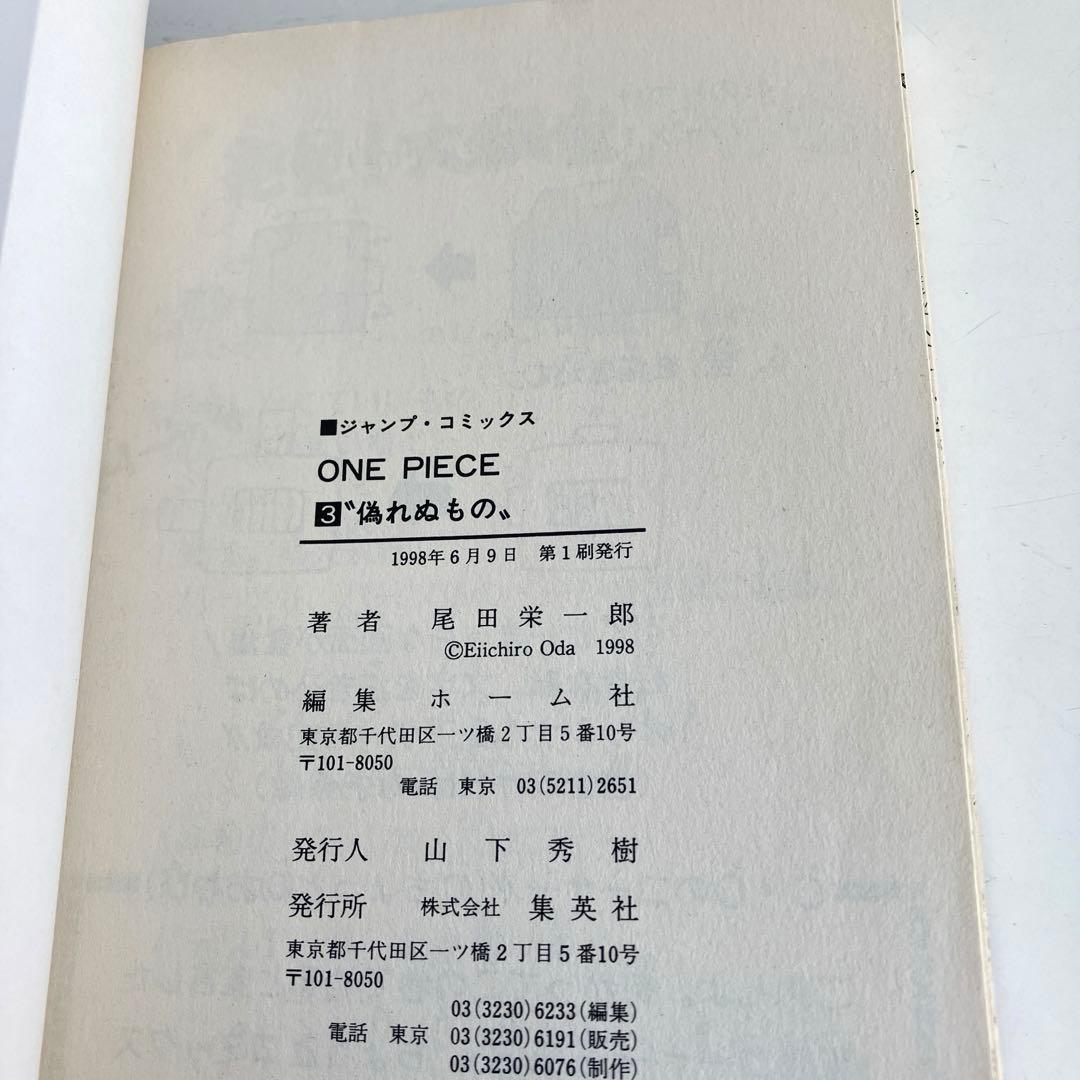 ■ジャンプ・コミックス
ONE PIECE
3〝偽れぬもの〟
1998年6月9日 第1刷発行
著者 尾田栄一郎
©Eiichiro Oda 1998
編集 ホーム社
東京都千代田区一ツ橋2丁目5番10号
〒101-8050
電話 東京 03(5211)2651
発行人 山下秀樹
発行所 株式会社 集英社
東京都千代田区一ツ橋2丁目5番10号
〒101-8050
03(3230)6233(編集)
電話 東京 03(3230)6191(販売)
03(3230)6076(制作)